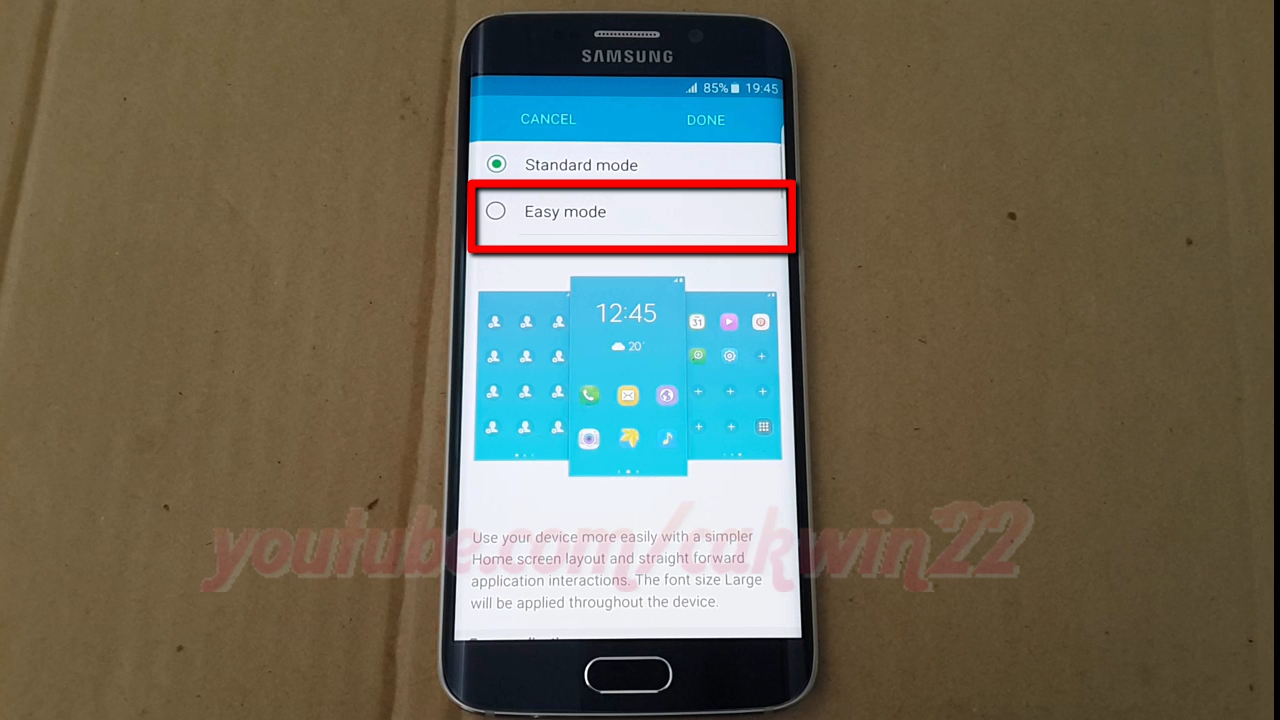 SAMSUNG
85% 19:45
CANCEL DONE
Standard mode
Easy mode
12:45
20°
31
youtube.com/cukwin22
Use your device more easily with a simpler
Home screen layout and straight forward
application interactions. The font size Large
will be applied throughout the device.